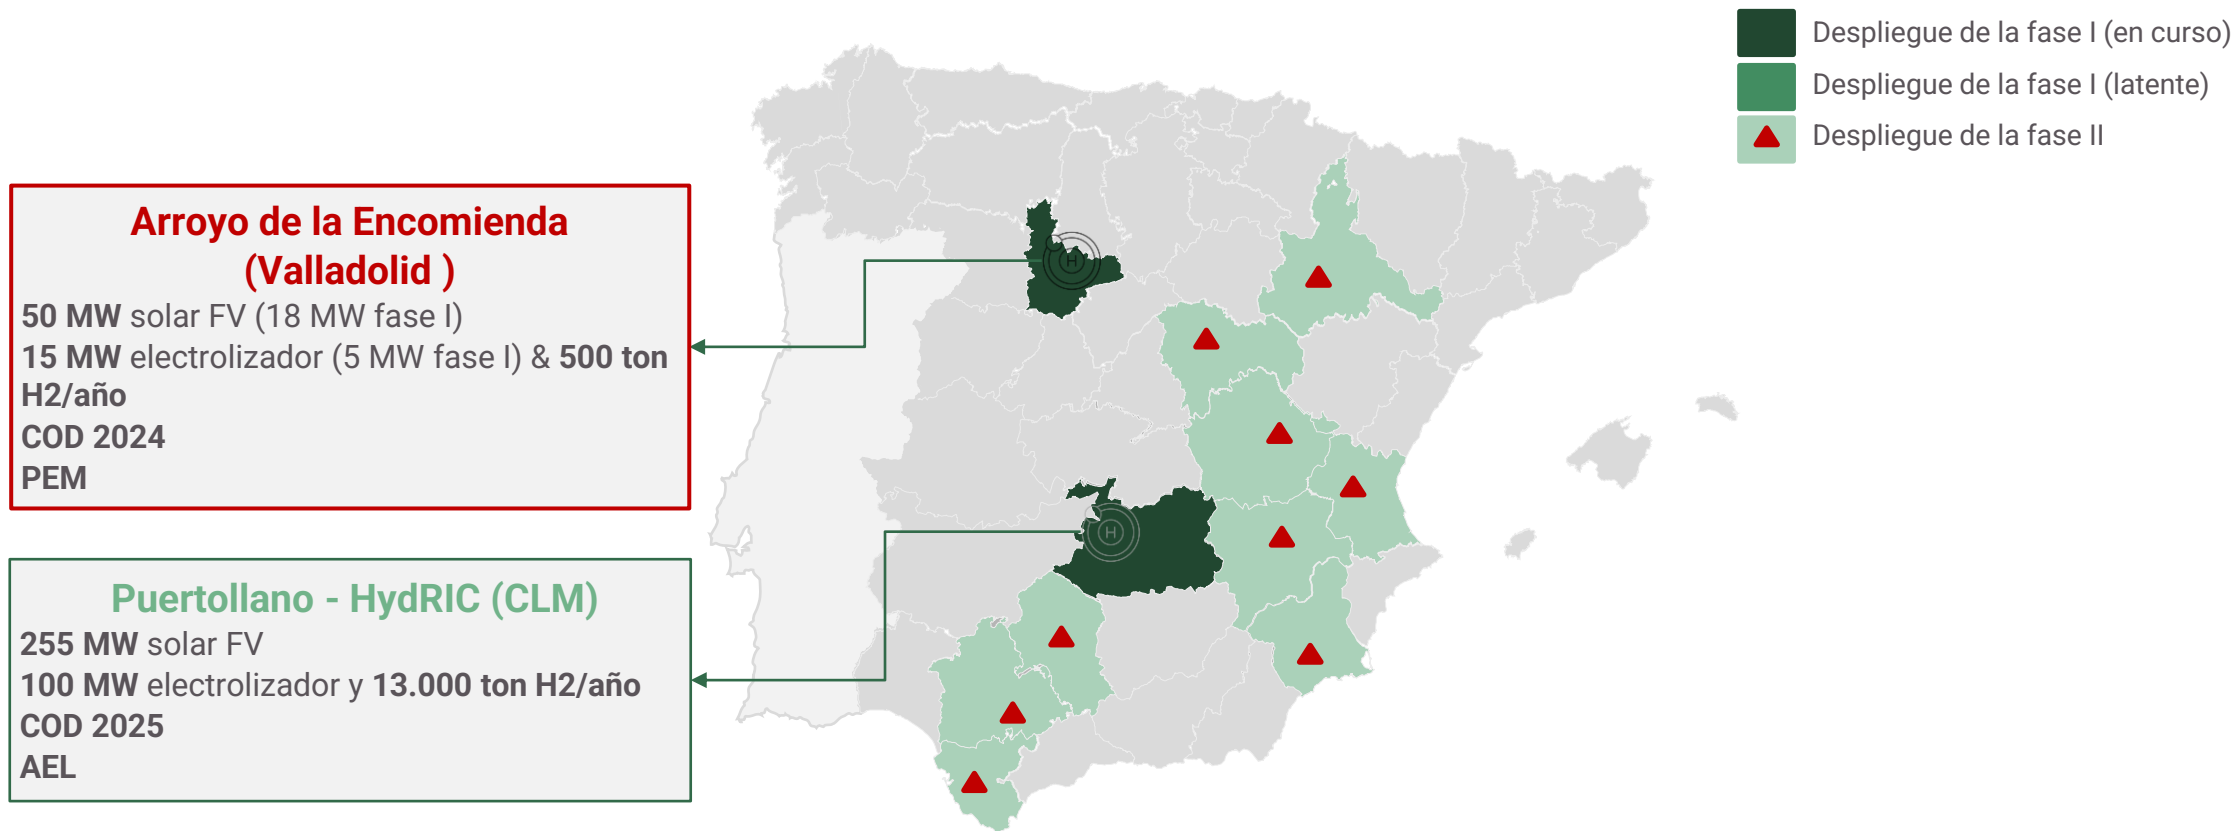 Despliegue de la fase I (en curso)
Despliegue de la fase I (latente)
Despliegue de la fase II
Arroyo de la Encomienda
(Valladolid )
50 MW solar FV (18 MW fase I)
15 MW electrolizador (5 MW fase I) & 500 ton
H2/año
COD 2024
PEM
H
H
Puertollano - HydRIC (CLM)
255 MW solar FV
100 MW electrolizador y 13.000 ton H2/año
COD 2025
AEL